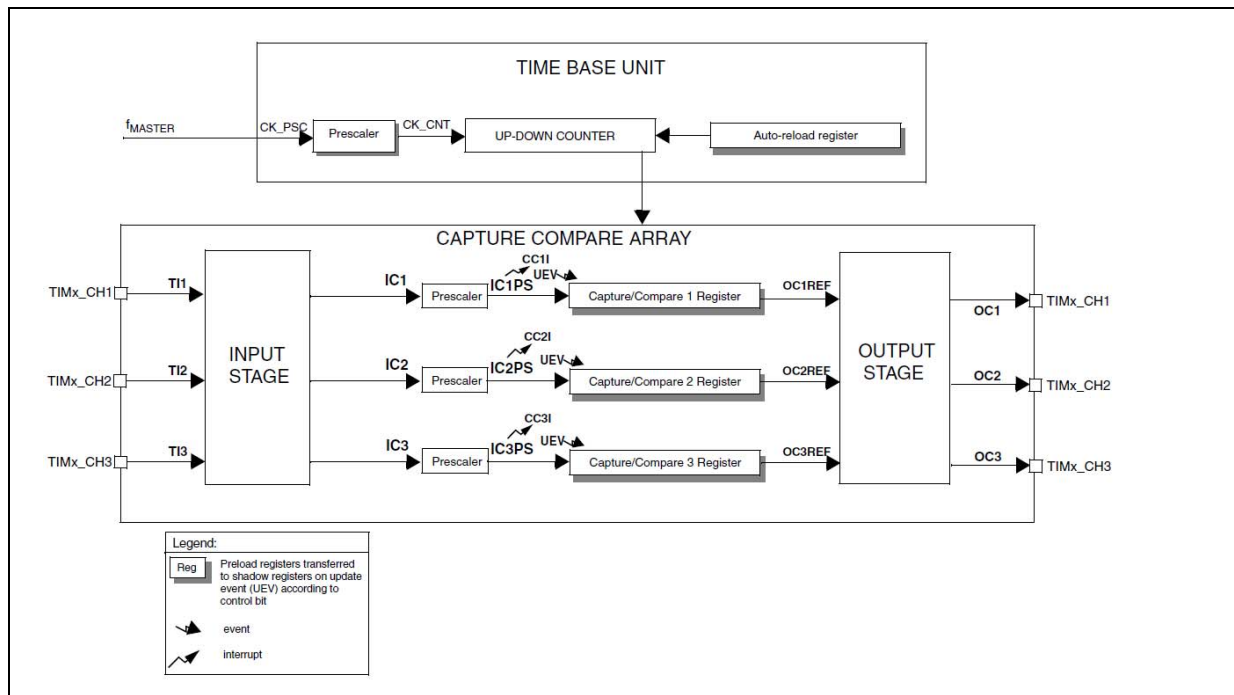 TIME BASE UNIT
fMASTER
CK_PSC
Prescaler
CK_CNT
UP-DOWN COUNTER
Auto-reload register
CAPTURE COMPARE ARRAY
TIMx_CH1
TI1
INPUT
STAGE
IC1
Prescaler
IC1PS
CC1I
UEV
Capture/Compare 1 Register
OC1REF
OUTPUT
STAGE
OC1
TIMx_CH1
TIMx_CH2
TI2
IC2
Prescaler
IC2PS
CC2I
UEV
Capture/Compare 2 Register
OC2REF
OC2
TIMx_CH2
TIMx_CH3
TI3
IC3
Prescaler
IC3PS
CC3I
UEV
Capture/Compare 3 Register
OC3REF
OC3
TIMx_CH3
Legend:
Reg
Preload registers transferred
to shadow registers on update
event (UEV) according to
control bit
event
interrupt